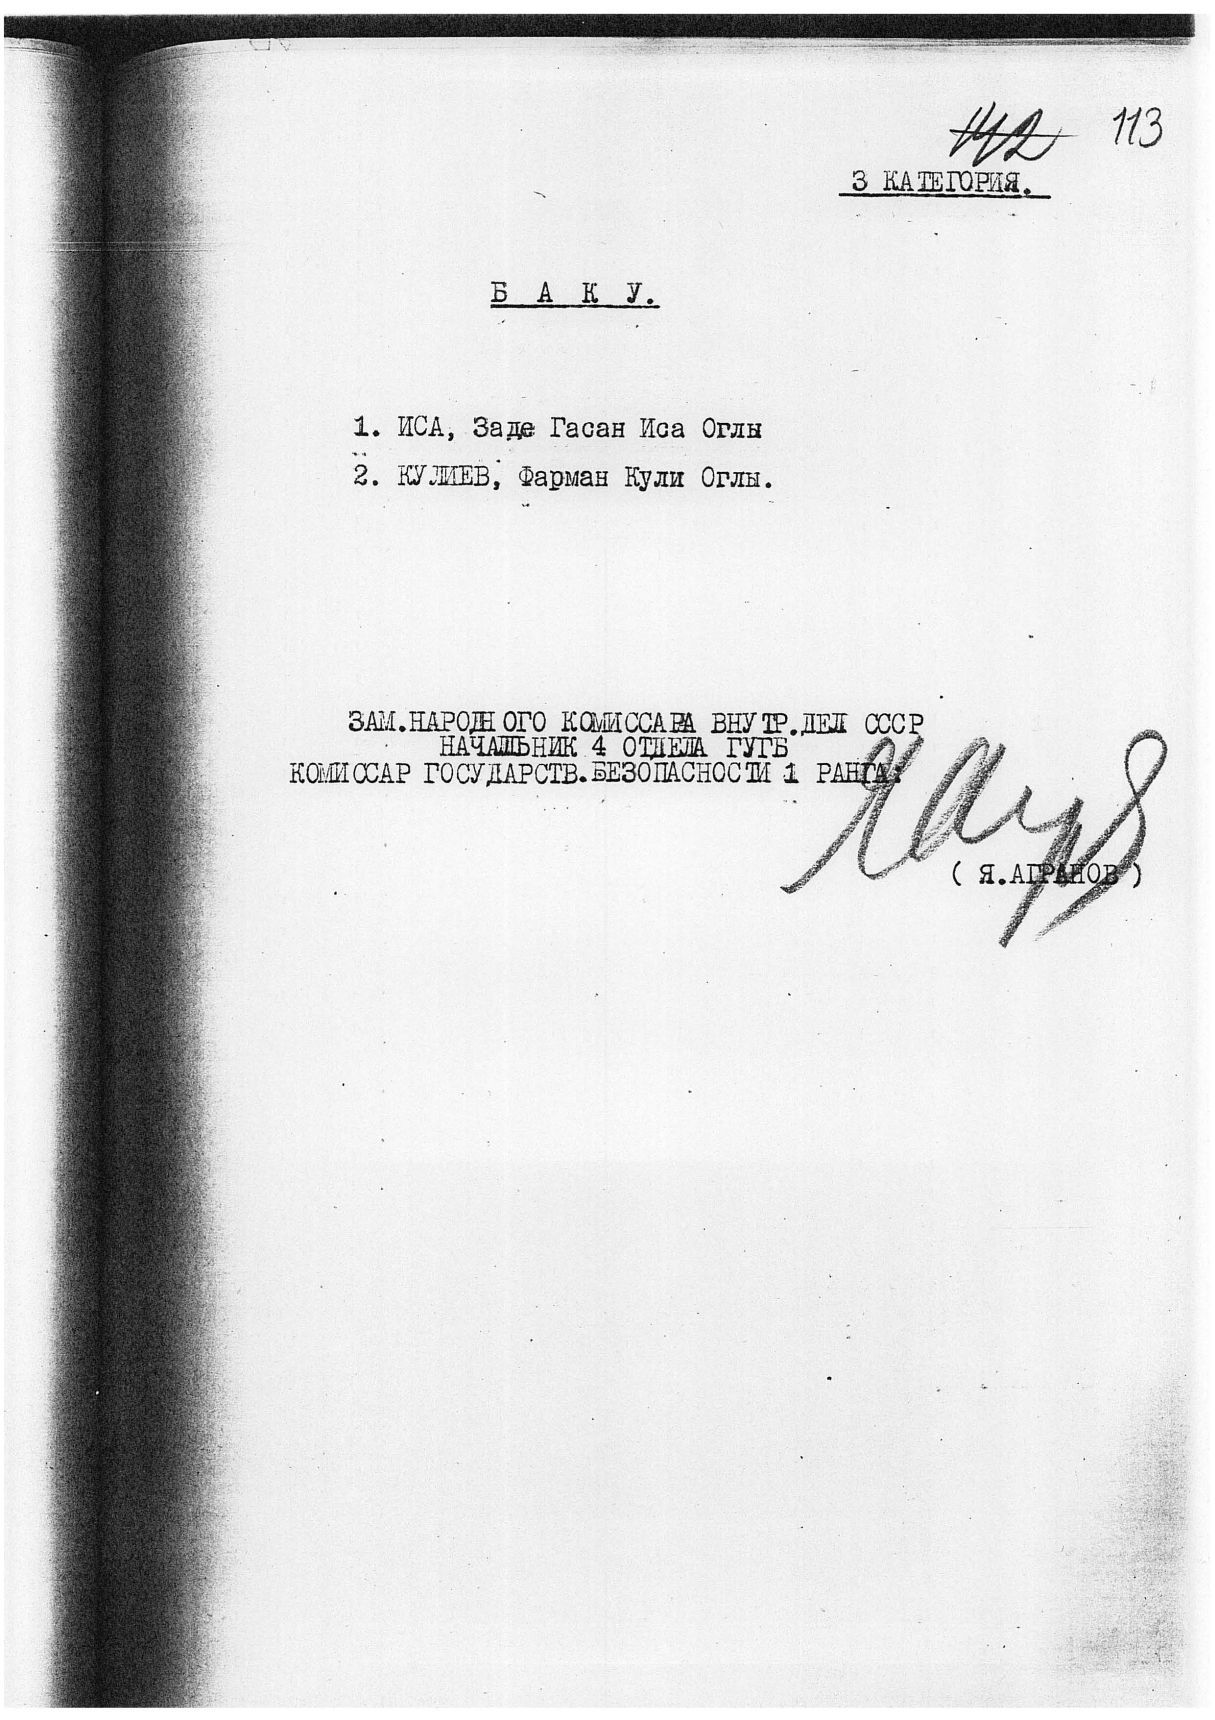 142 113
3 КАТЕГОРИЯ.
Б А К У.
1. ИСА, Заде Гасан Иса Оглы
2. КУЛИЕВ, Фарман Кули Оглы.
ЗАМ.НАРОДНОГО КОМИССАРА ВНУТР.ДЕЛ СССР
НАЧАЛЬНИК 4 ОТДЕЛА ГУГБ
КОМИССАР ГОСУДАРСТВ.БЕЗОПАСНОСТИ 1 РАНГА:
( Я.АГРАНОВ )